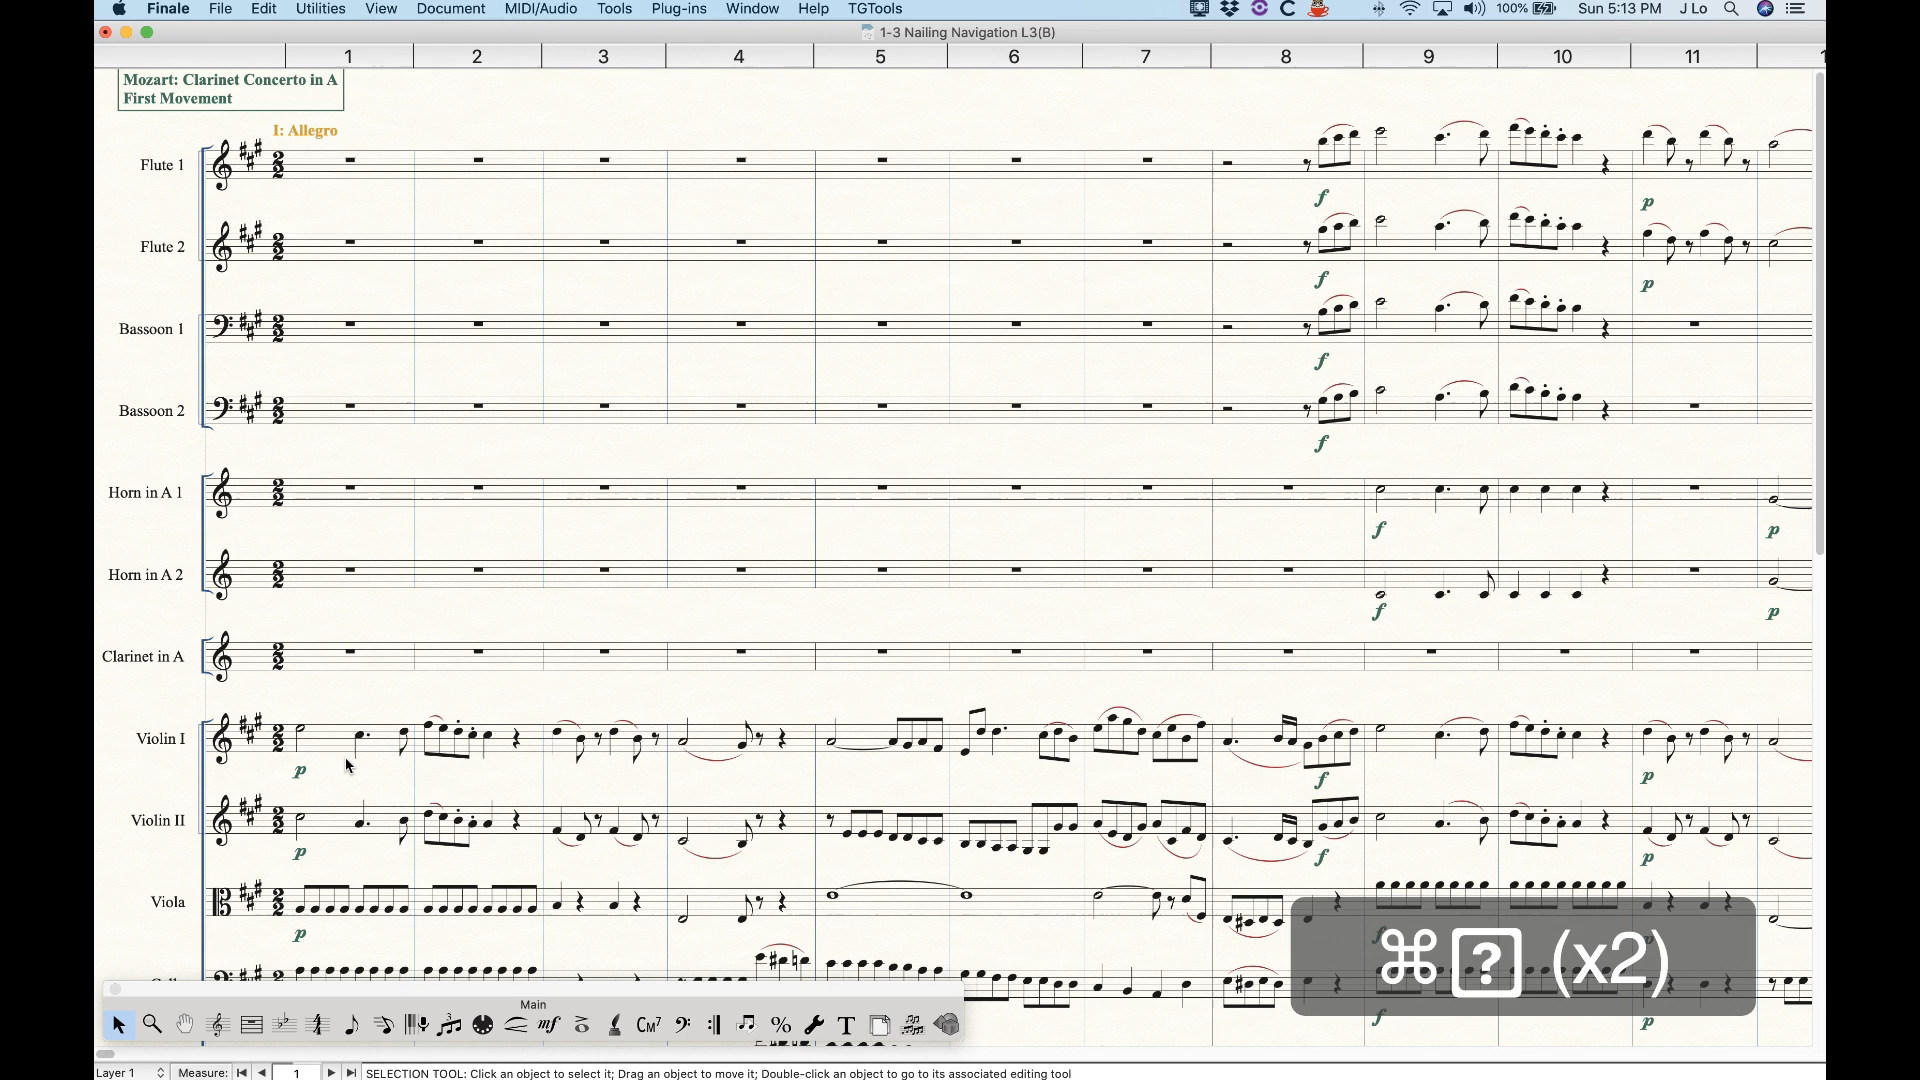 Finale File Edit Utilities View Document MIDI/Audio Tools Plug-ins Window Help TGTools 100% Sun 5:13 PM J Lo
1-3 Nailing Navigation L3(B)
1 2 3 4 5 6 7 8 9 10 11
Mozart: Clarinet Concerto in A
First Movement
I: Allegro
Flute 1
f p
Flute 2
f p
Bassoon 1
f
Bassoon 2
f
Horn in A 1
f p
Horn in A 2
f p
Clarinet in A
Violin I
p f p
Violin II
p f p
Viola
p
⌘ ? (x2)
Main
f p
mf CM7 % T
Layer 1 Measure: 1 SELECTION TOOL: Click an object to select it; Drag an object to move it; Double-click an object to go to its associated editing tool